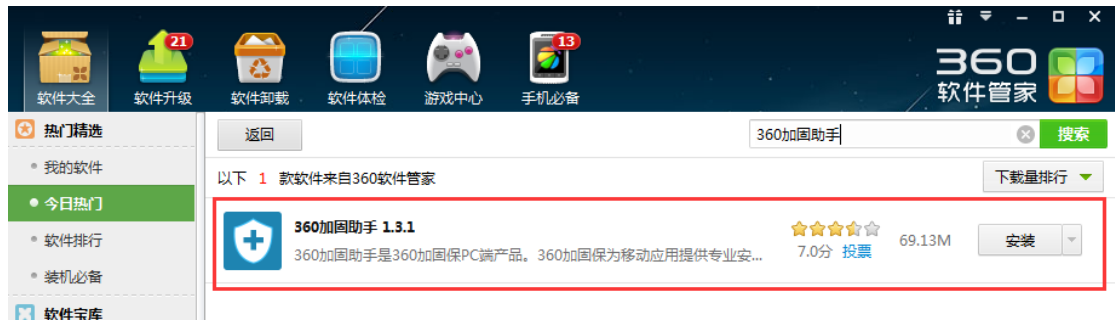 21
13
软件大全
软件升级
软件卸载
软件体检
游戏中心
手机必备
360
软件管家
热门精选
返回
360加固助手
搜索
我的软件
以下 1 款软件来自360软件管家
下载量排行
今日热门
360加固助手 1.3.1
软件排行
360加固助手是360加固保PC端产品。360加固保为移动应用提供专业安...
7.0分 投票
69.13M
安装
装机必备
软件宝库